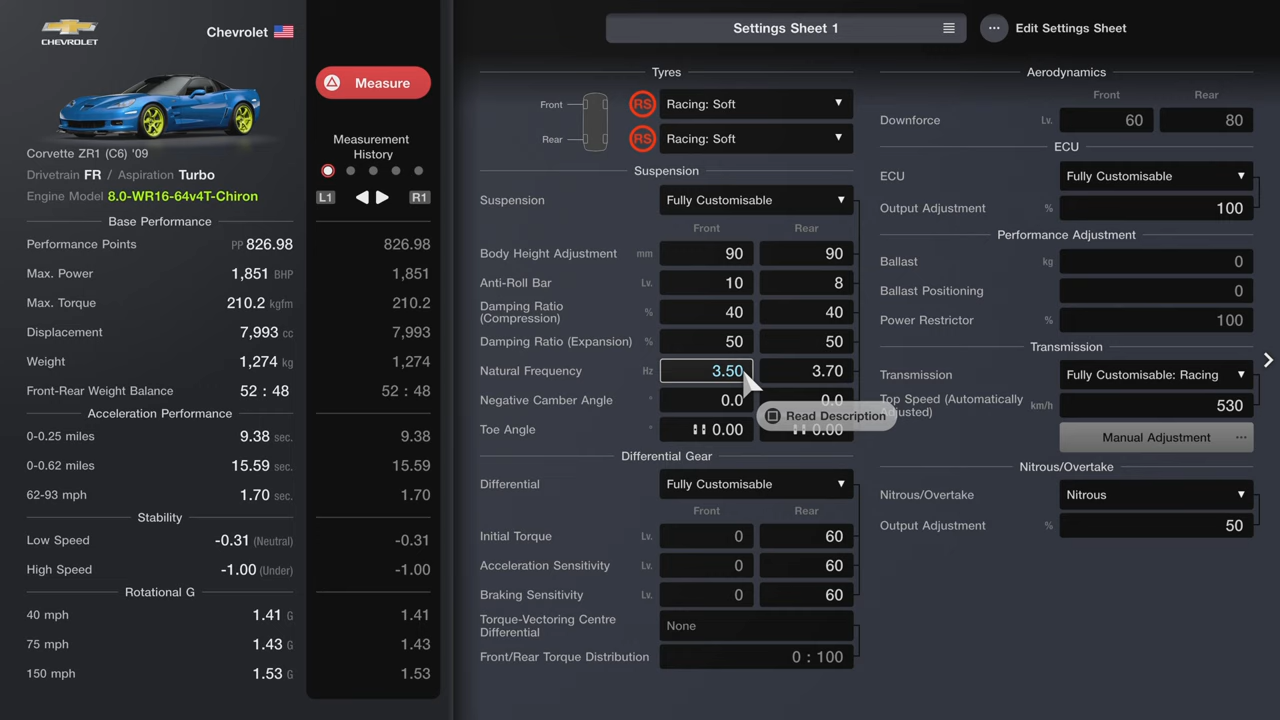 CHEVROLET
Chevrolet
Settings Sheet 1
Edit Settings Sheet
Corvette ZR1 (C6) '09
Drivetrain FR / Aspiration Turbo
Engine Model 8.0-WR16-64v4T-Chiron
Base Performance
Performance Points PP 826.98
Max. Power 1,851 BHP
Max. Torque 210.2 kgfm
Displacement 7,993 cc
Weight 1,274 kg
Front-Rear Weight Balance 52 : 48
Acceleration Performance
0-0.25 miles 9.38 sec.
0-0.62 miles 15.59 sec.
62-93 mph 1.70 sec.
Stability
Low Speed -0.31 (Neutral)
High Speed -1.00 (Under)
Rotational G
40 mph 1.41 G
75 mph 1.43 G
150 mph 1.53 G
Measure
Measurement
History
L1 R1
826.98
1,851
210.2
7,993
1,274
52 : 48
9.38
15.59
1.70
-0.31
-1.00
1.41
1.43
1.53
Tyres
Front RS Racing: Soft
Rear RS Racing: Soft
Suspension
Suspension Fully Customisable
Front Rear
Body Height Adjustment mm 90 90
Anti-Roll Bar Lv. 10 8
Damping Ratio
(Compression) % 40 40
Damping Ratio (Expansion) % 50 50
Natural Frequency Hz 3.50 3.70
Negative Camber Angle ° 0.0 0.0
Read Description
Toe Angle ° 0.00 0.00
Differential Gear
Differential Fully Customisable
Front Rear
Initial Torque Lv. 0 60
Acceleration Sensitivity Lv. 0 60
Braking Sensitivity Lv. 0 60
Torque-Vectoring Centre
Differential None
Front/Rear Torque Distribution 0 : 100
Aerodynamics
Front Rear
Downforce Lv. 60 80
ECU
ECU Fully Customisable
Output Adjustment % 100
Performance Adjustment
Ballast kg 0
Ballast Positioning 0
Power Restrictor % 100
Transmission
Transmission Fully Customisable: Racing
Top Speed (Automatically
Adjusted) km/h 530
Manual Adjustment
Nitrous/Overtake
Nitrous/Overtake Nitrous
Output Adjustment % 50